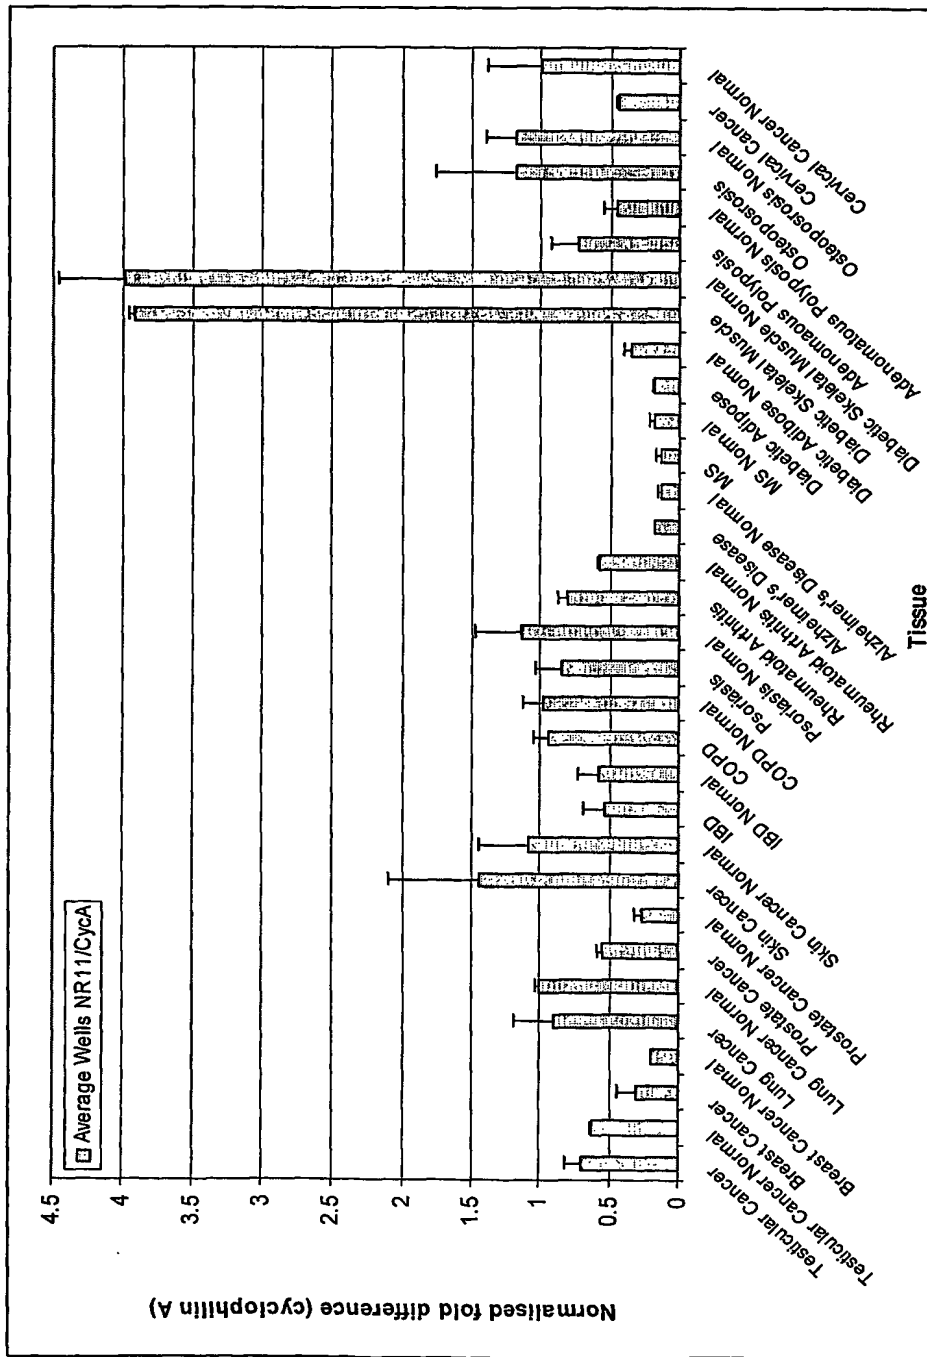 Average Wells NR11/CycA
Normalised fold difference (cyclophilin A)
4.5
4
3.5
3
2.5
2
1.5
1
0.5
0
Testicular Cancer
Testicular Cancer Normal
Breast Cancer
Breast Cancer Normal
Lung Cancer
Lung Cancer Normal
Prostate Cancer
Prostate Cancer Normal
Skin Cancer
Skin Cancer Normal
IBD
IBD Normal
COPD
COPD Normal
Psoriasis
Psoriasis Normal
Rheumatoid Arthritis
Rheumatoid Arthritis Normal
Alzheimer's Disease
Alzheimer's Disease Normal
MS
MS Normal
Diabetic Adipose
Diabetic Adibose Normal
Diabetic Skeletal Muscle
Diabetic Skeletal Muscle Normal
Adenomaous Polyposis
Adenomatous Polyposis Normal
Osteoposrosis
Osteoposrosis Normal
Cervical Cancer
Cervical Cancer Normal
Tissue